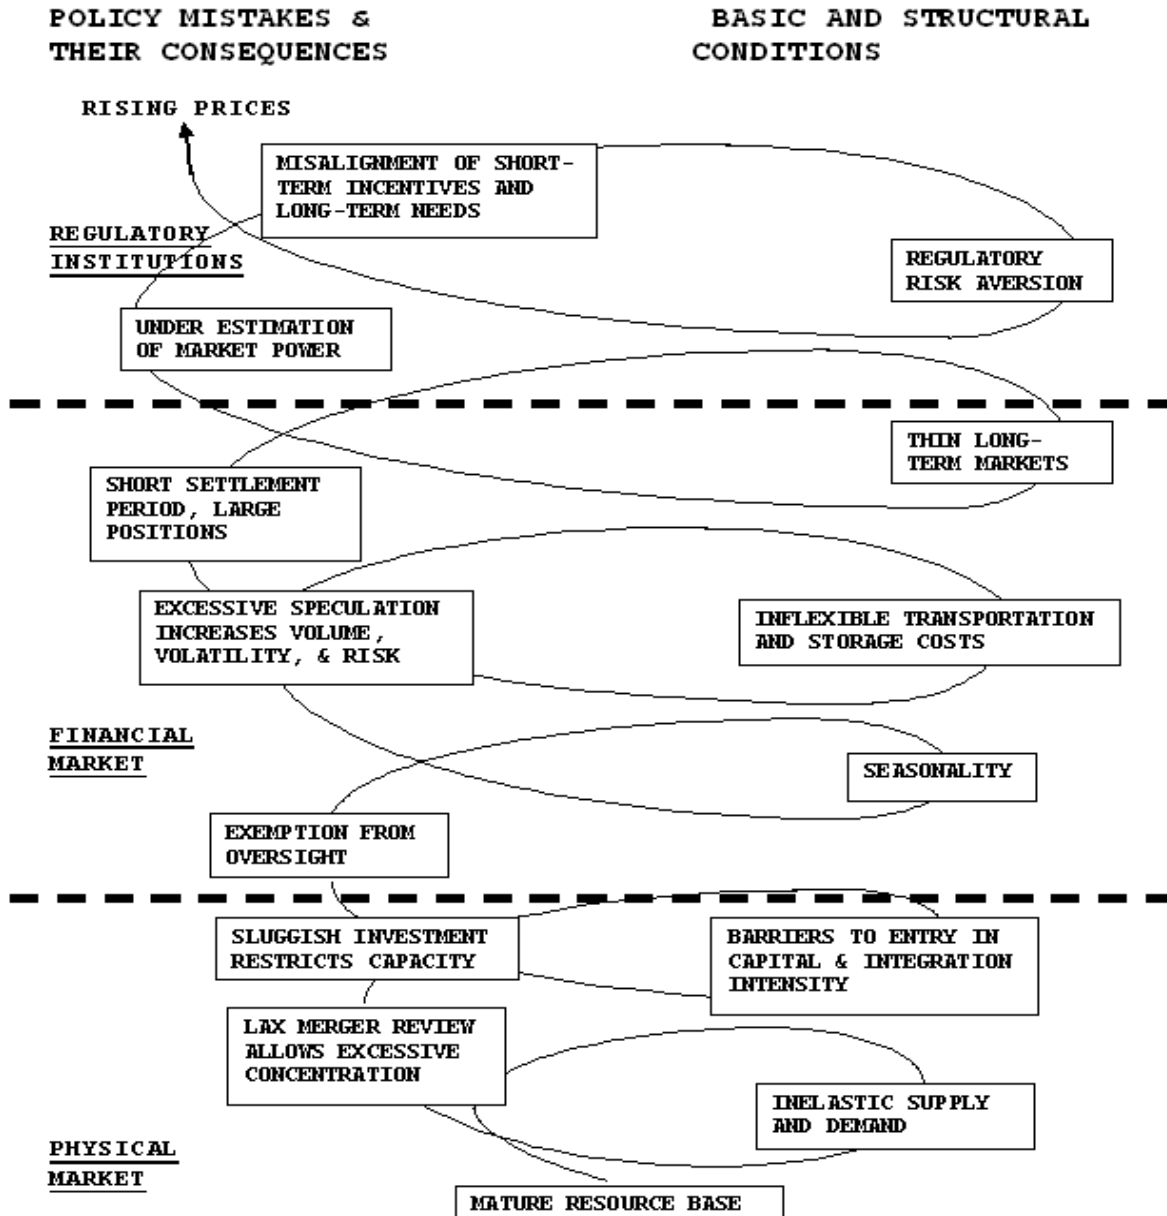 POLICY MISTAKES &
THEIR CONSEQUENCES
BASIC AND STRUCTURAL
CONDITIONS
RISING PRICES
MISALIGNMENT OF SHORT-
TERM INCENTIVES AND
LONG-TERM NEEDS
REGULATORY
INSTITUTIONS
REGULATORY
RISK AVERSION
UNDER ESTIMATION
OF MARKET POWER
THIN LONG-
TERM MARKETS
SHORT SETTLEMENT
PERIOD, LARGE
POSITIONS
EXCESSIVE SPECULATION
INCREASES VOLUME,
VOLATILITY, & RISK
INFLEXIBLE TRANSPORTATION
AND STORAGE COSTS
FINANCIAL
MARKET
SEASONALITY
EXEMPTION FROM
OVERSIGHT
SLUGGISH INVESTMENT
RESTRICTS CAPACITY
BARRIERS TO ENTRY IN
CAPITAL & INTEGRATION
INTENSITY
LAX MERGER REVIEW
ALLOWS EXCESSIVE
CONCENTRATION
INELASTIC SUPPLY
AND DEMAND
PHYSICAL
MARKET
MATURE RESOURCE BASE